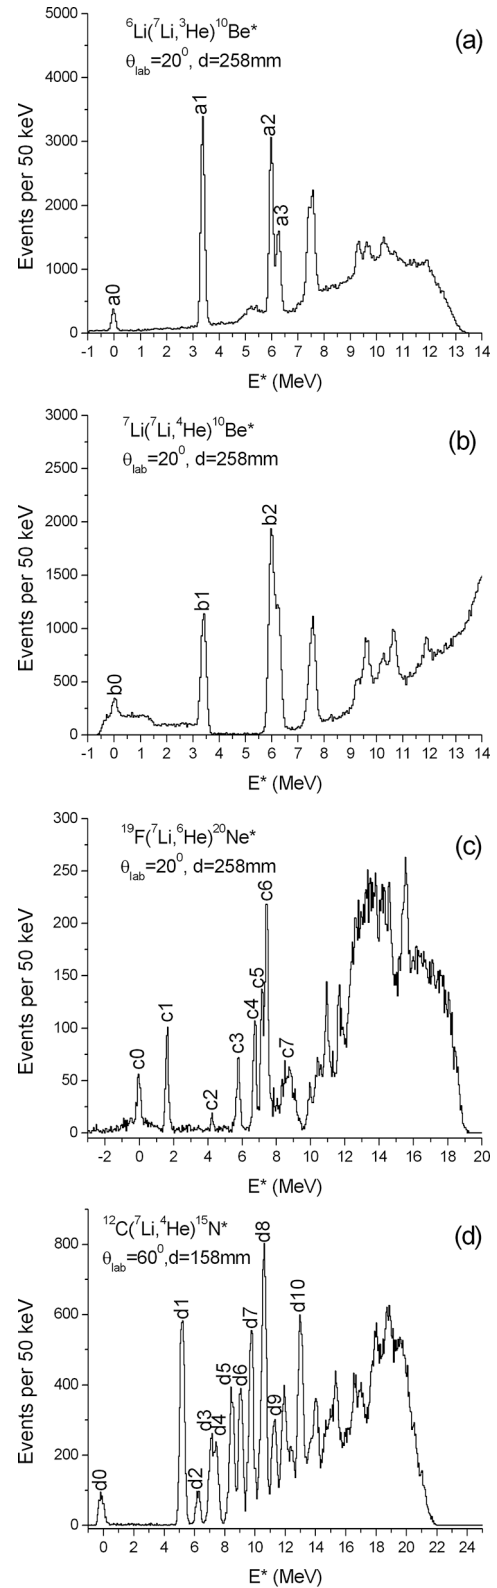 ⁶Li(⁷Li,³He)¹⁰Be*
(a)
θlab=20⁰, d=258mm
5000
4000
3000
2000
1000
0
Events per 50 keV
a0
a1
a2
a3
-1 0 1 2 3 4 5 6 7 8 9 10 11 12 13 14
E* (MeV)
⁷Li(⁷Li,⁴He)¹⁰Be*
(b)
θlab=20⁰, d=258mm
3000
2500
2000
1500
1000
500
0
Events per 50 keV
b0
b1
b2
-1 0 1 2 3 4 5 6 7 8 9 10 11 12 13 14
E* (MeV)
¹⁹F(⁷Li,⁶He)²⁰Ne*
(c)
θlab=20⁰, d=258mm
300
250
200
150
100
50
0
Events per 50 keV
c0
c1
c2
c3
c4
c5
c6
c7
-2 0 2 4 6 8 10 12 14 16 18 20
E* (MeV)
¹²C(⁷Li,⁴He)¹⁵N*
(d)
θlab=60⁰,d=158mm
800
600
400
200
0
Events per 50 keV
d0
d1
d2
d3
d4
d5
d6
d7
d8
d9
d10
0 2 4 6 8 10 12 14 16 18 20 22 24
E* (MeV)